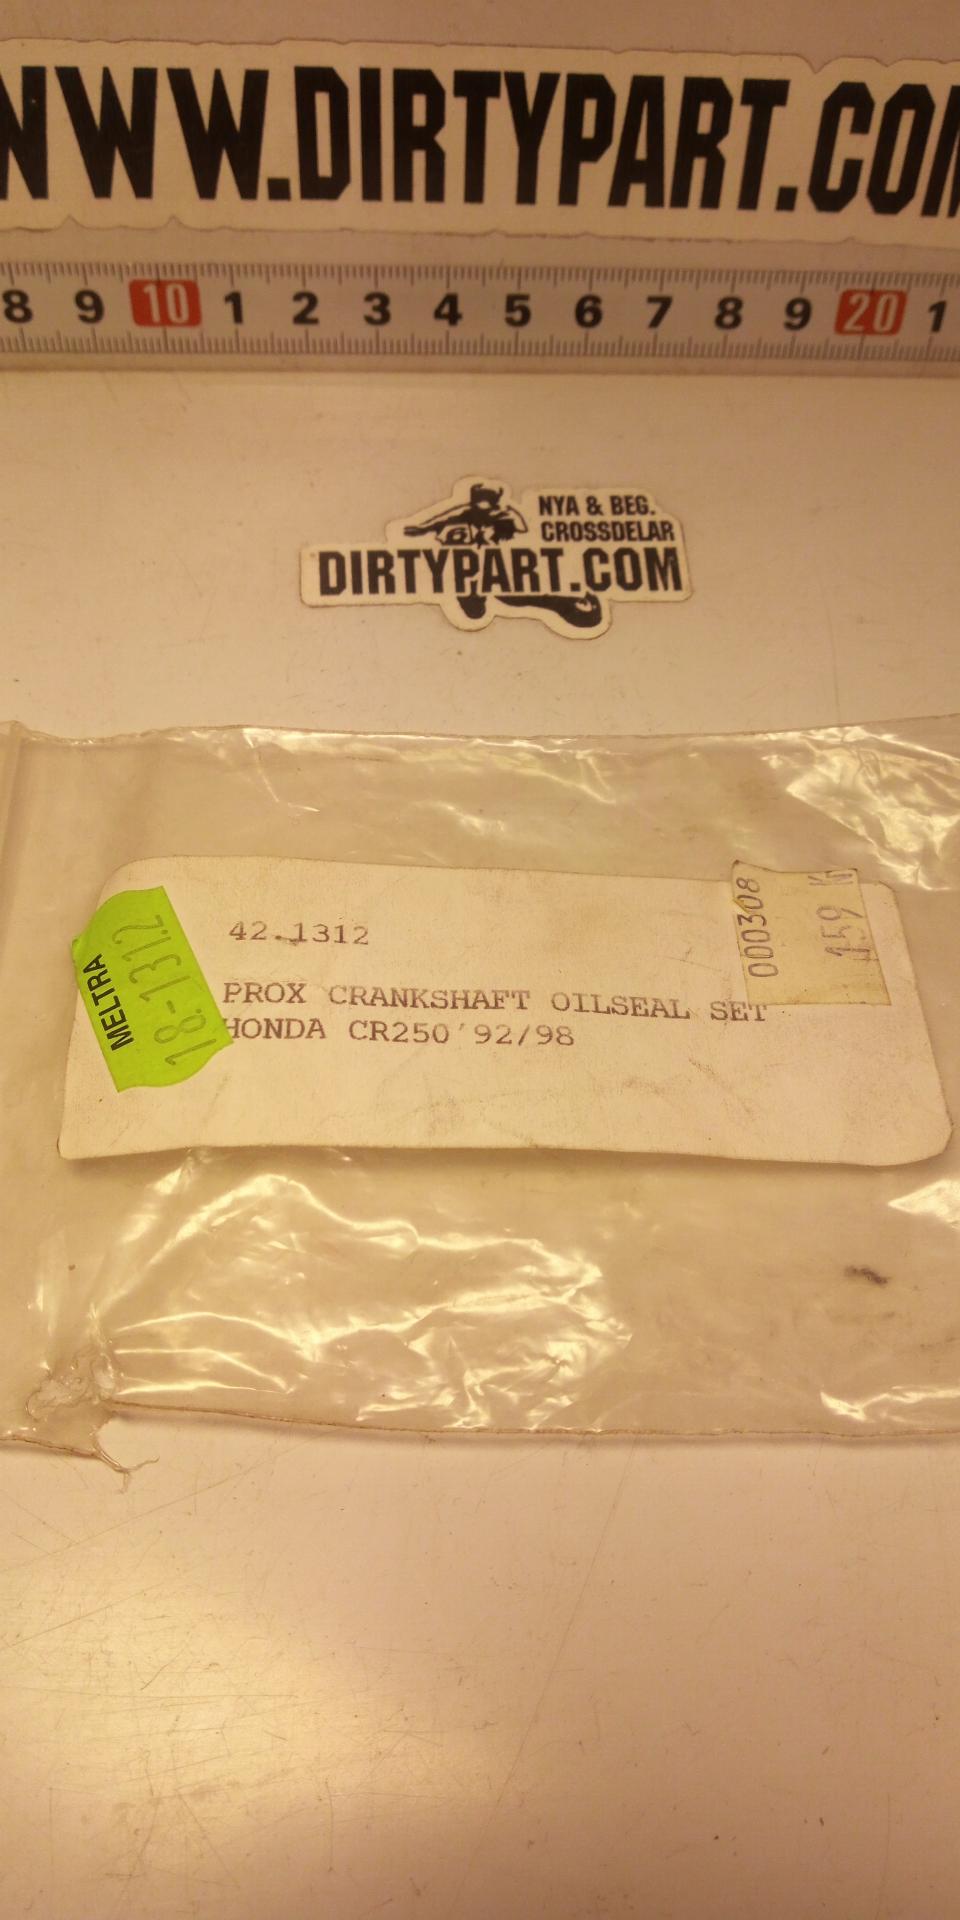 WWW.DIRTYPART.COM
8 9 10 1 2 3 4 5 6 7 8 9 20 1
NYA & BEG.
CROSSDELAR
DIRTYPART.COM
42.1312
PROX CRANKSHAFT OILSEAL SET
HONDA CR250'92/98
MELTRA
18-1312
000308
159 K